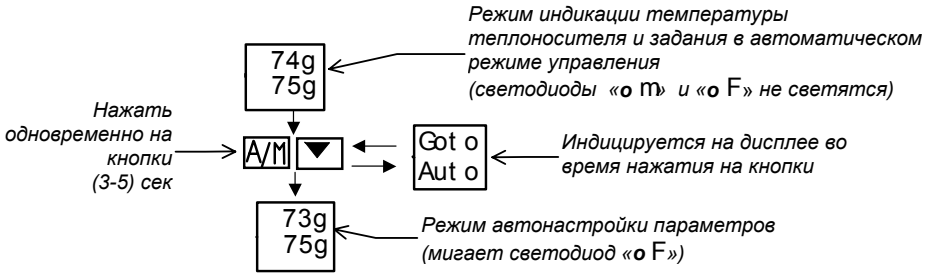 Режим индикации температуры
теплоносителя и задания в автоматическом
режиме управления
(светодиоды «o m» и «o F» не светятся)
74g
75g
Нажать
одновременно на
кнопки
(3-5) сек
A/M ▼
Got o
Aut o
Индицируется на дисплее во
время нажатия на кнопки
73g
75g
Режим автонастройки параметров
(мигает светодиод «o F»)